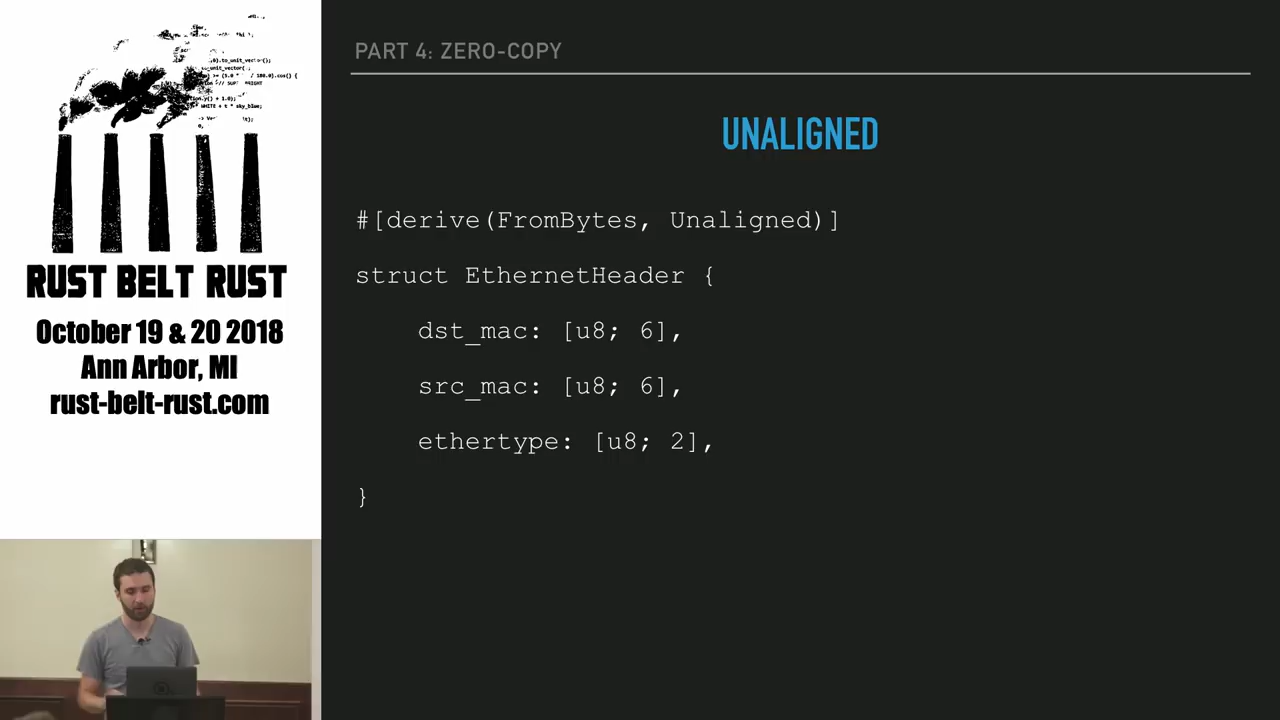 RUST BELT RUST
October 19 & 20 2018
Ann Arbor, MI
rust-belt-rust.com
PART 4: ZERO-COPY
UNALIGNED
#[derive(FromBytes, Unaligned)]
struct EthernetHeader {
dst_mac: [u8; 6],
src_mac: [u8; 6],
ethertype: [u8; 2],
}